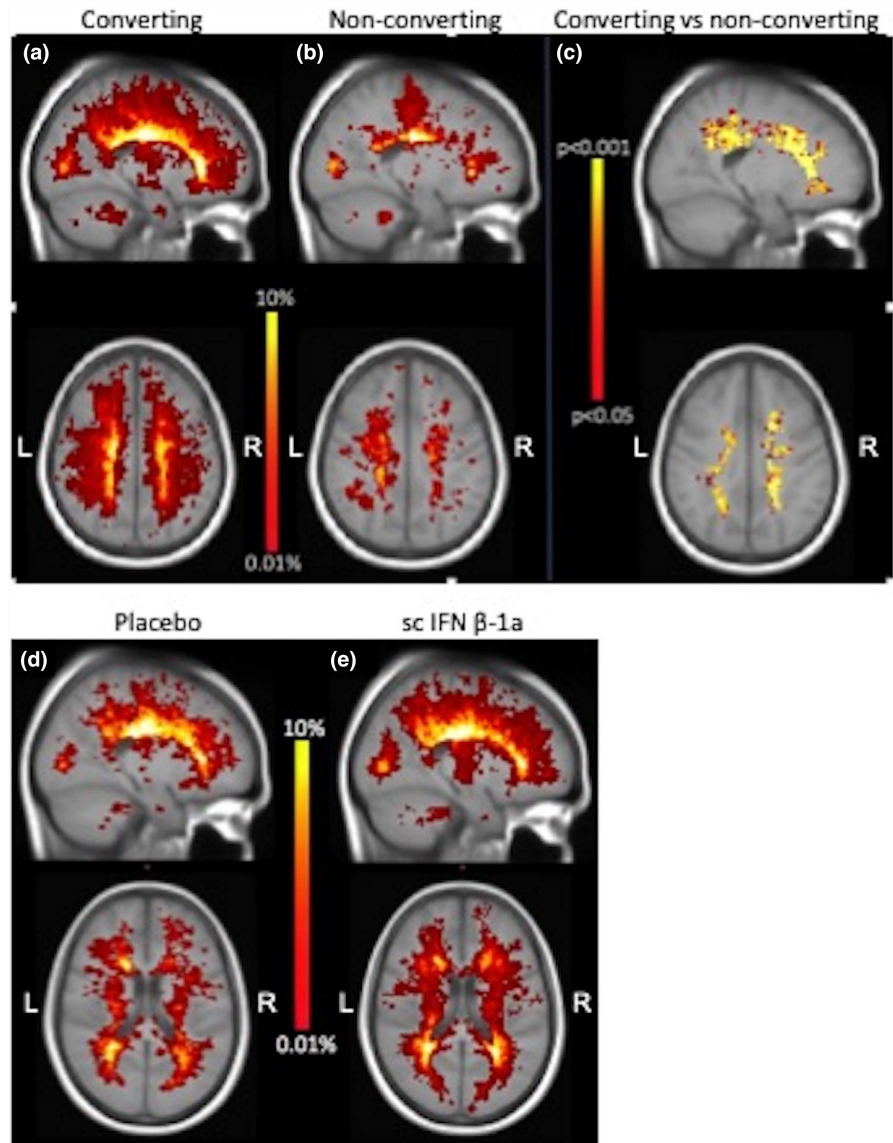 Converting Non-converting Converting vs non-converting
(a) (b) (c)
p<0.001
10%
L R L R L R
p<0.05
0.01%
Placebo sc IFN β-1a
(d) (e)
10%
L R L R
0.01%